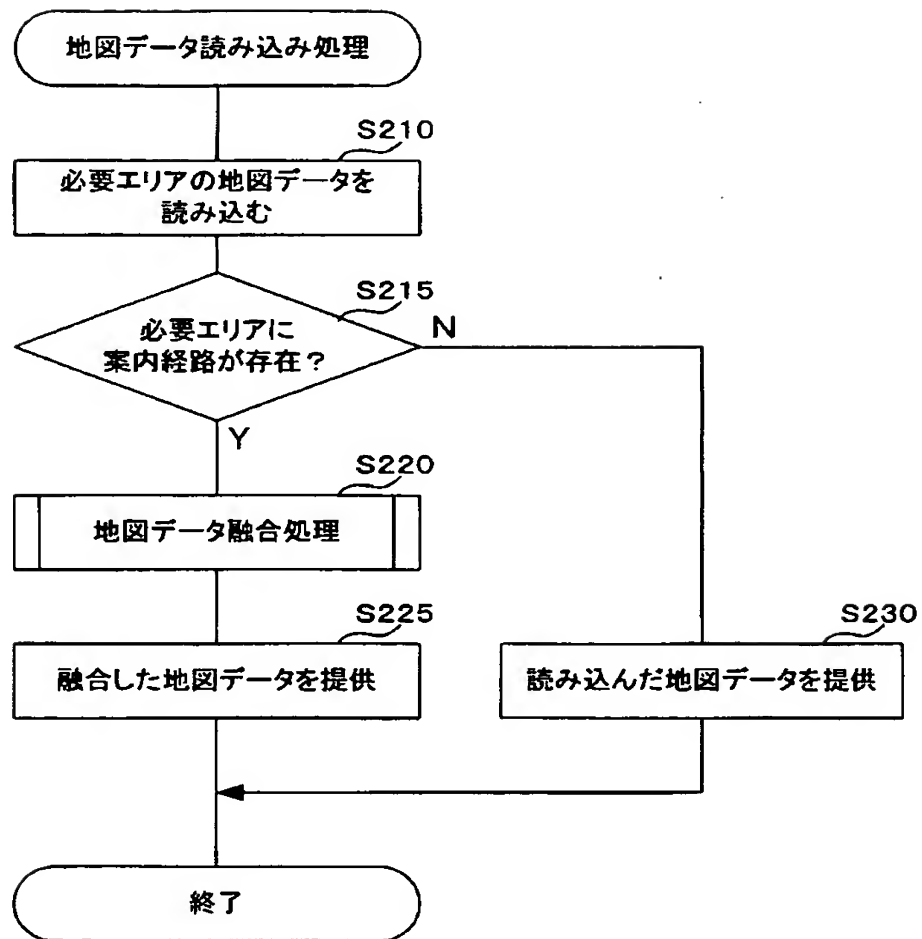 地図データ読み込み処理
S210
必要エリアの地図データを
読み込む
S215
必要エリアに
案内経路が存在？
N
Y
S220
地図データ融合処理
S225
融合した地図データを提供
S230
読み込んだ地図データを提供
終了